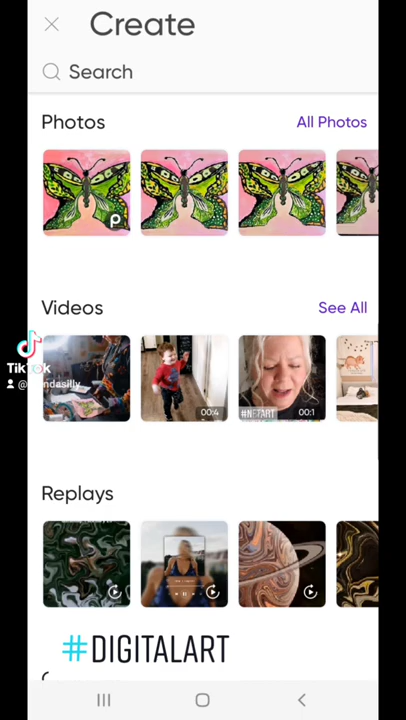 Create
Search
Photos
All Photos
Videos
See All
TikTok
00:4
#NFTART
00:1
Replays
#DIGITALART